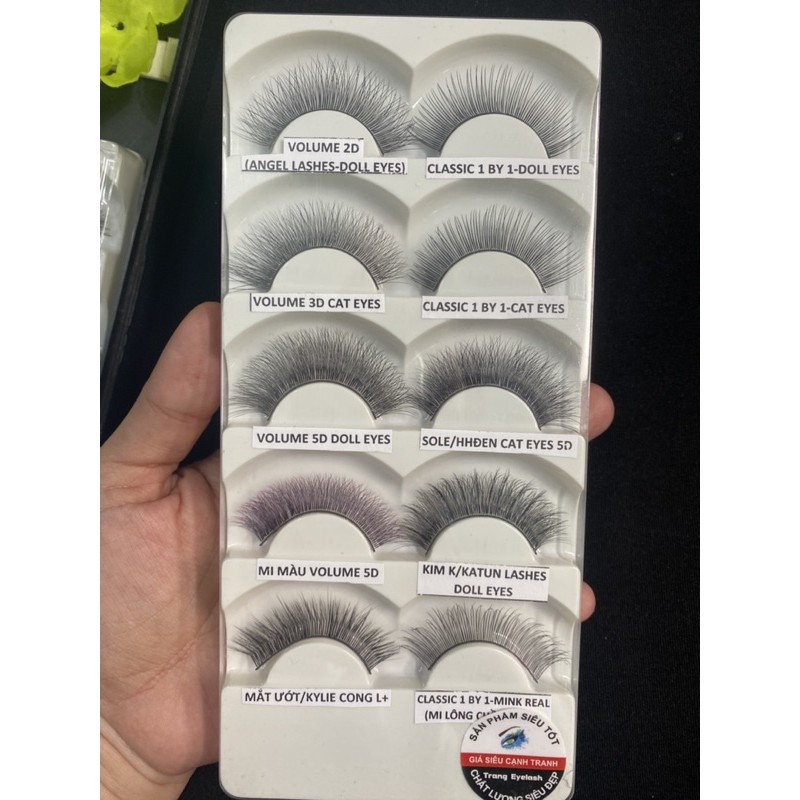 VOLUME 2D
(ANGEL LASHES-DOLL EYES)
CLASSIC 1 BY 1-DOLL EYES
VOLUME 3D CAT EYES
CLASSIC 1 BY 1-CAT EYES
VOLUME 5D DOLL EYES
SOLE/HHĐEN CAT EYES 5D
MI MÀU VOLUME 5D
KIM K/KATUN LASHES
DOLL EYES
MẮT ƯỚT/KYLIE CONG L+
CLASSIC 1 BY 1-MINK REAL
(MI LÔNG
SẢN PHẨM SIÊU TỐT
GIÁ SIÊU CẠNH TRANH
Trang Eyelash
CHẤT LƯỢNG SIÊU ĐẸP